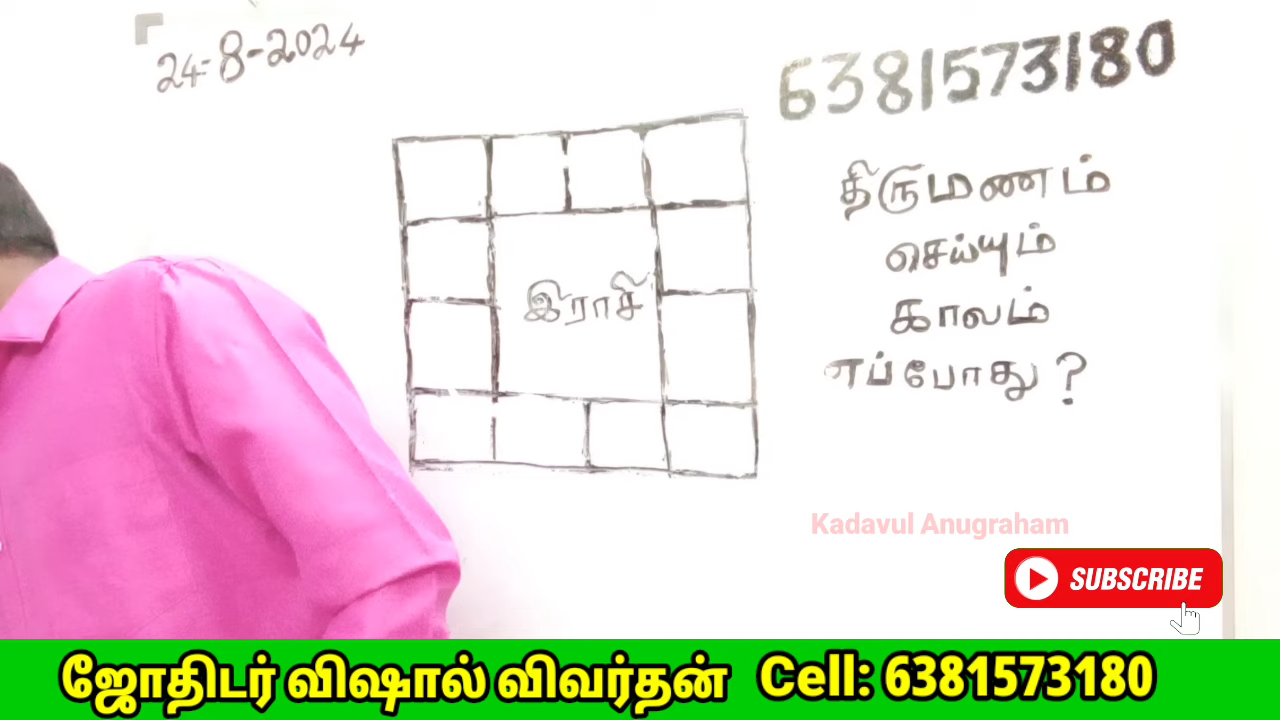 24-8-2024
6381573180
திருமணம்
செய்யும்
காலம்
எப்போது?
இராசி
Kadavul Anugraham
SUBSCRIBE
ஜோதிடர் விஷால் விவர்தன் Cell: 6381573180